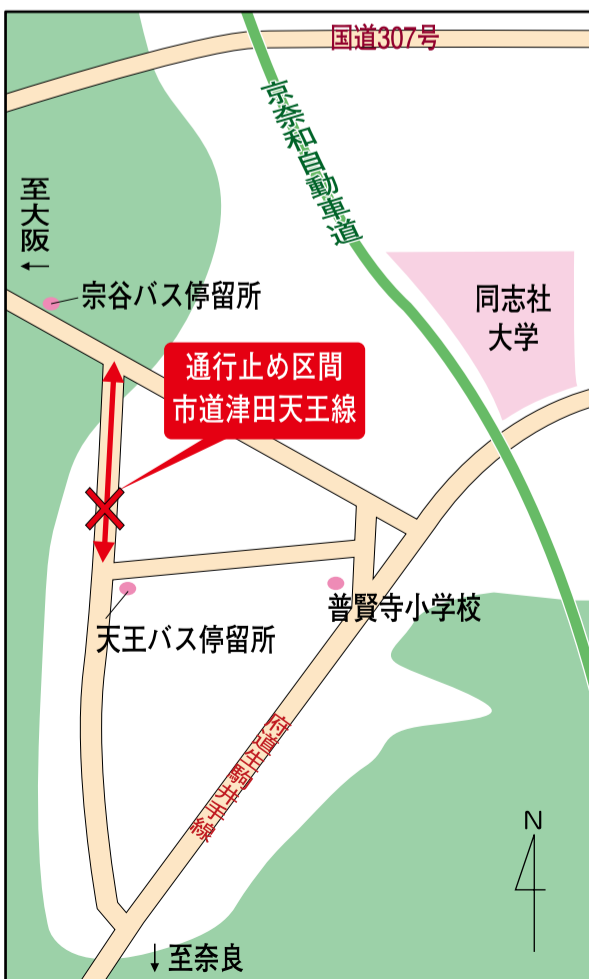 国道307号
京奈和自動車道
至大阪
←
宗谷バス停留所
同志社
大学
通行止め区間
市道津田天王線
普賢寺小学校
天王バス停留所
府道生駒井手線
N
↓至奈良